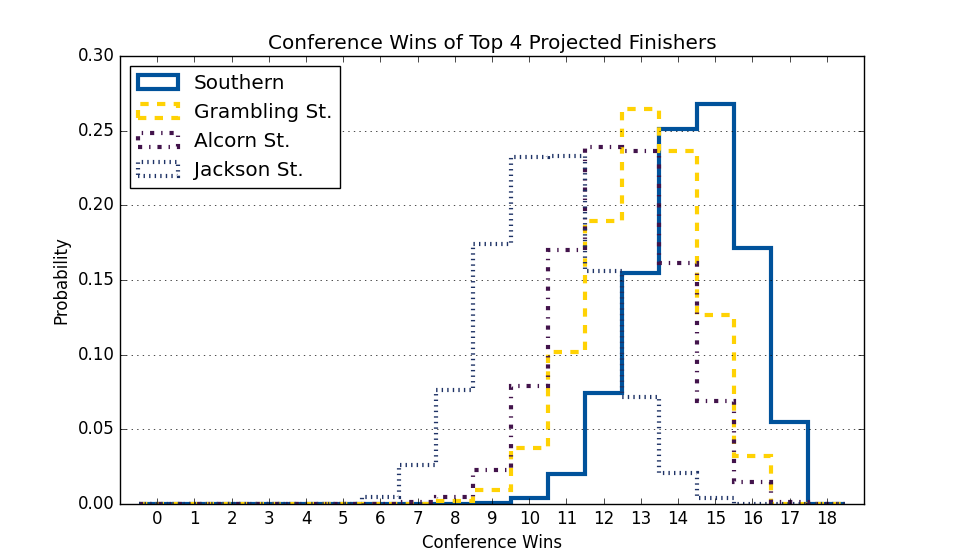 Conference Wins of Top 4 Projected Finishers
0.30
0.25
0.20
0.15
0.10
0.05
0.00
Probability
Southern
Grambling St.
Alcorn St.
Jackson St.
0 1 2 3 4 5 6 7 8 9 10 11 12 13 14 15 16 17 18
Conference Wins